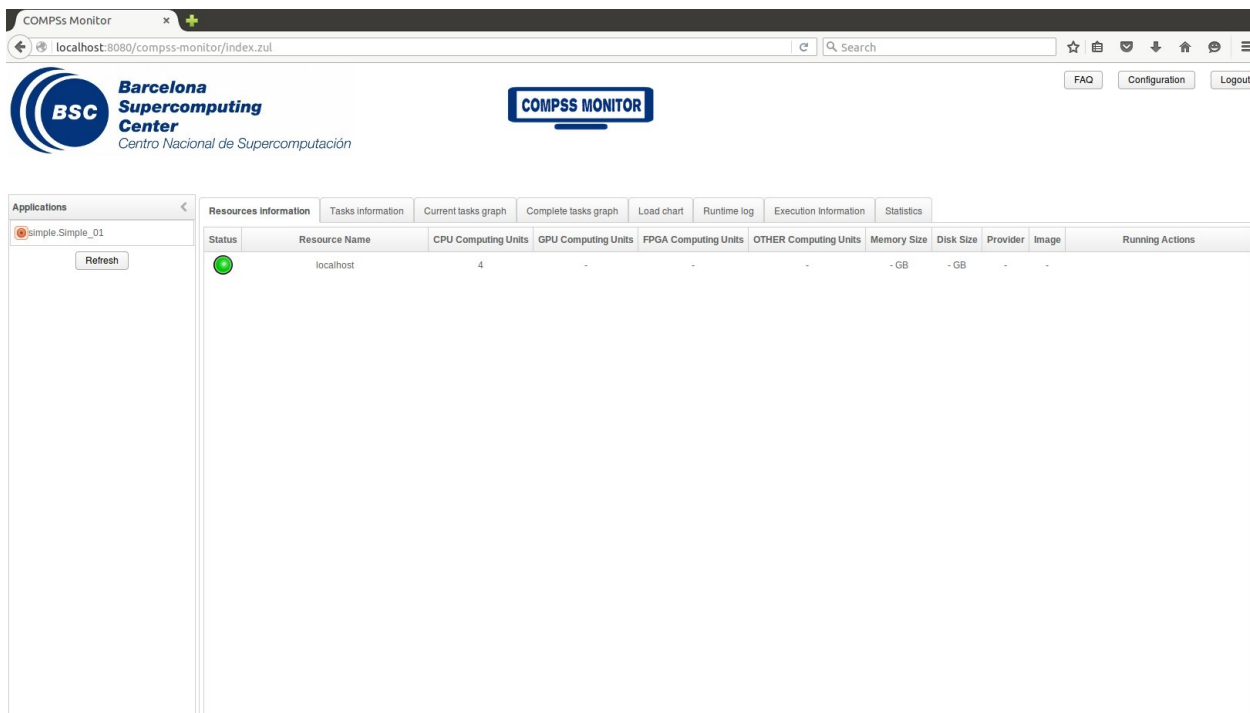 COMPSs Monitor
localhost:8080/compss-monitor/index.zul
Search
BSC
Barcelona
Supercomputing
Center
Centro Nacional de Supercomputación
COMPSS MONITOR
FAQ Configuration Logout
Applications
simple.Simple_01
Refresh
Resources information Tasks information Current tasks graph Complete tasks graph Load chart Runtime log Execution Information Statistics
Status Resource Name CPU Computing Units GPU Computing Units FPGA Computing Units OTHER Computing Units Memory Size Disk Size Provider Image Running Actions
localhost 4 - - - - GB - GB - -